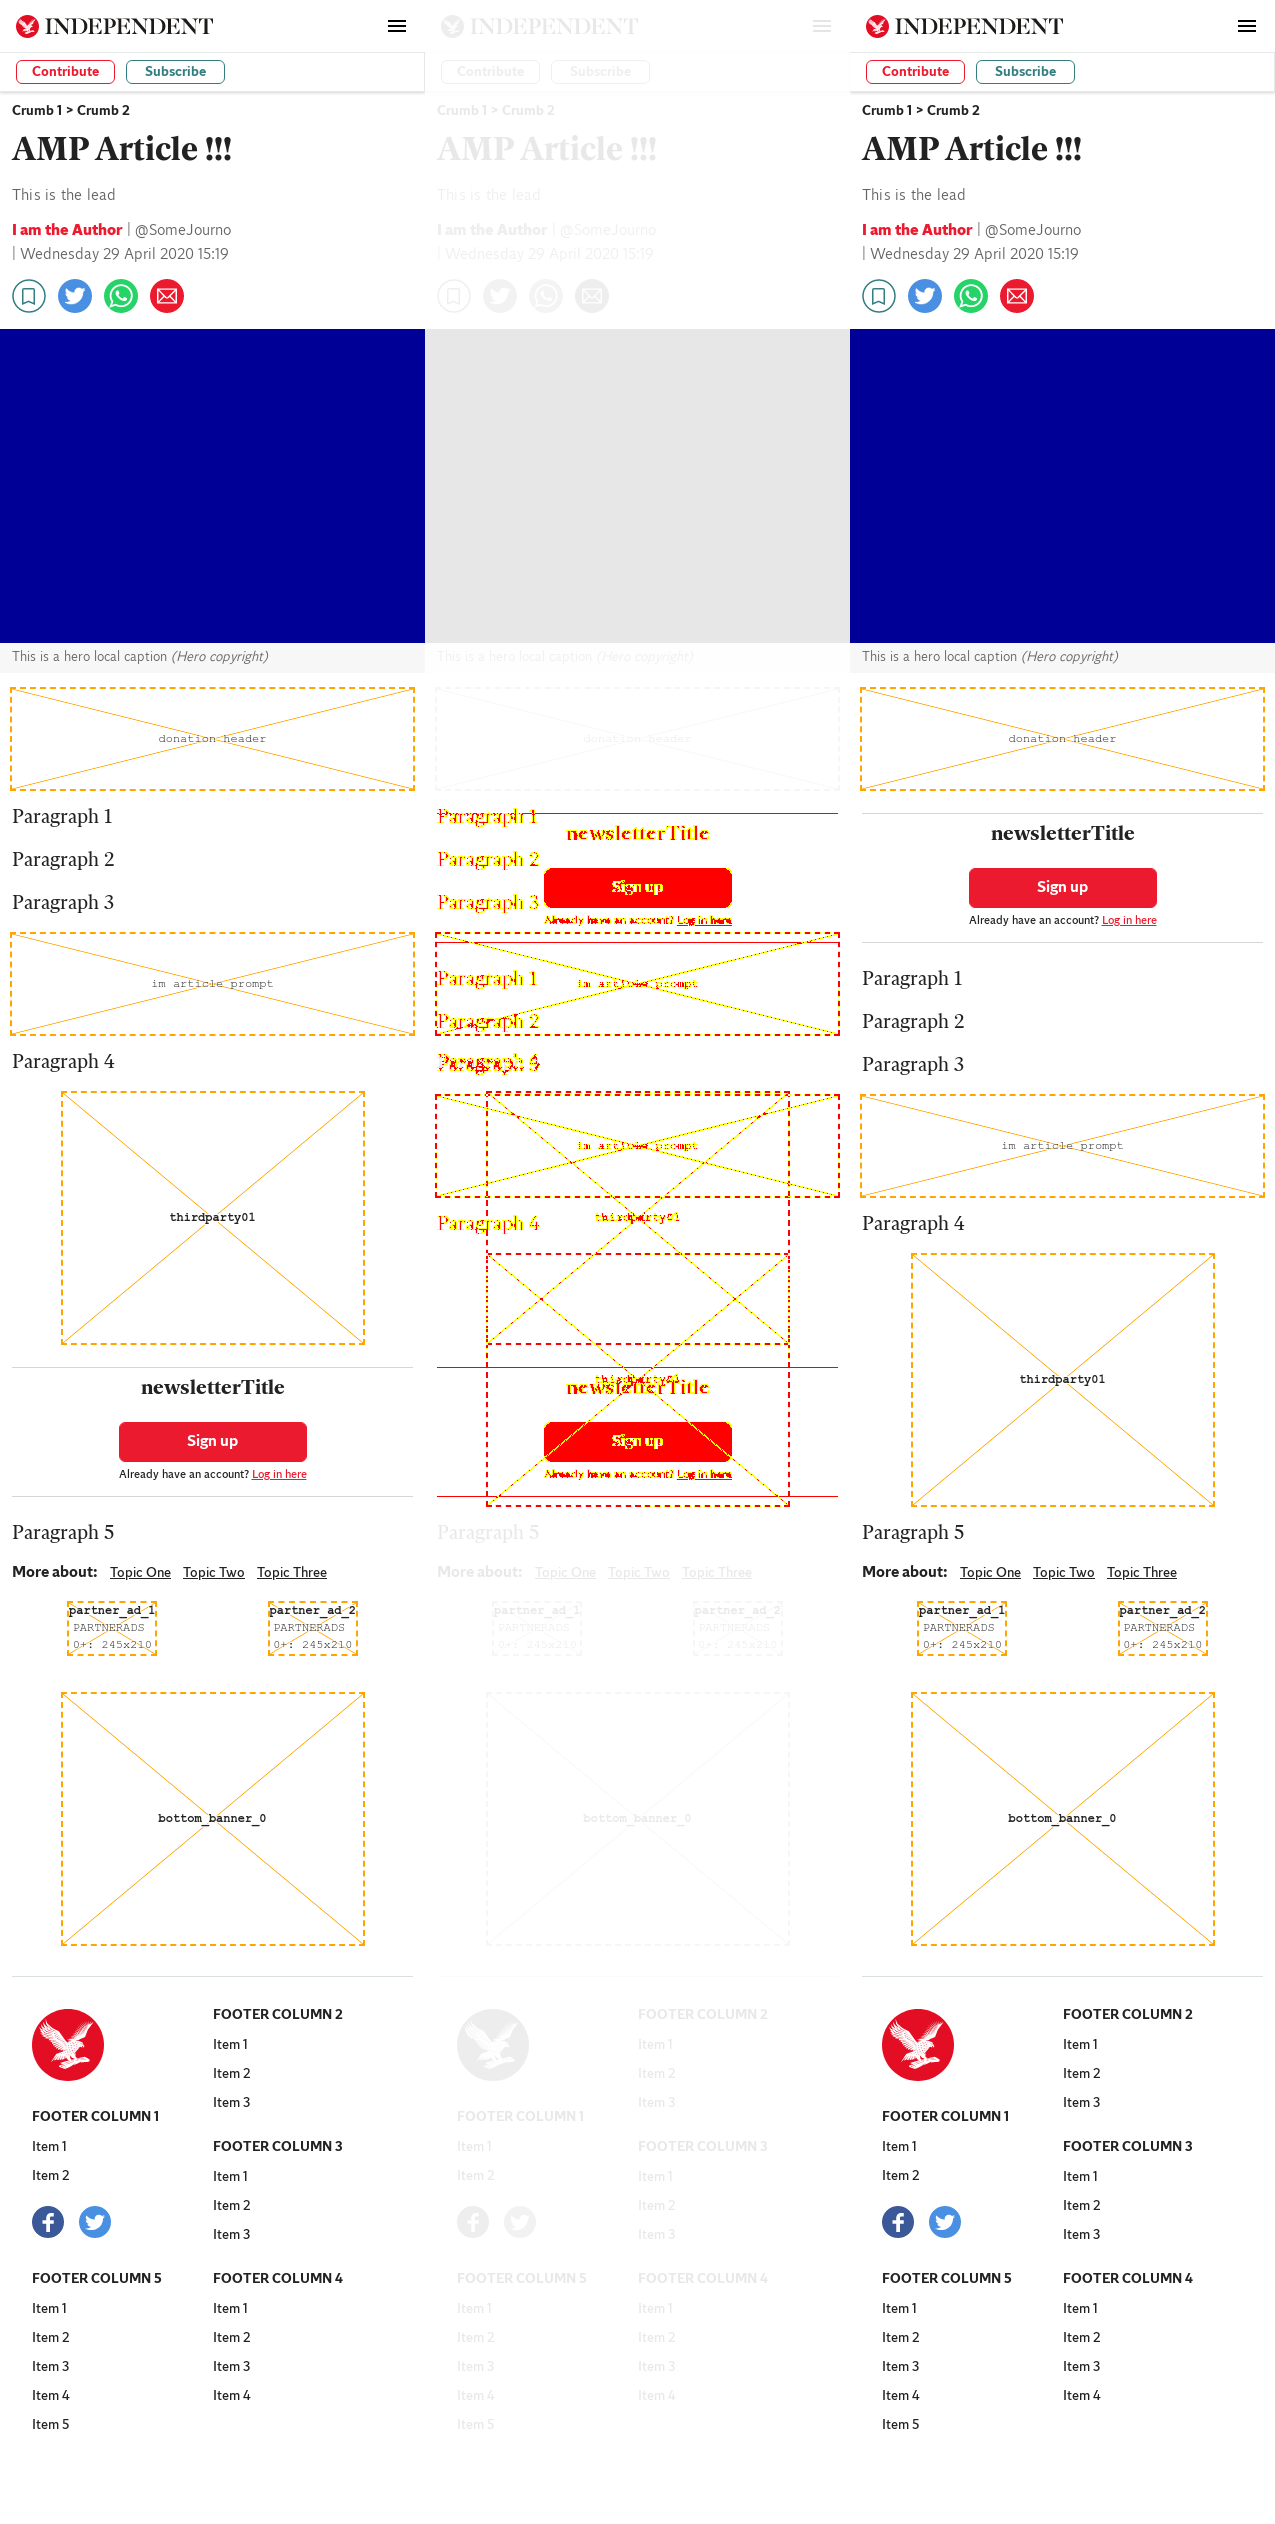 INDEPENDENT
Contribute Subscribe
Crumb 1 > Crumb 2
AMP Article !!!
This is the lead
I am the Author | @SomeJourno
| Wednesday 29 April 2020 15:19
This is a hero local caption (Hero copyright)
donation header
Paragraph 1
Paragraph 2
Paragraph 3
im article prompt
Paragraph 4
thirdparty01
newsletterTitle
Sign up
Already have an account? Log in here
Paragraph 5
More about: Topic One Topic Two Topic Three
partner_ad_1 partner_ad_2
PARTNERADS PARTNERADS
0+: 245x210 0+: 245x210
bottom_banner_0
FOOTER COLUMN 1
Item 1
Item 2
FOOTER COLUMN 2
Item 1
Item 2
Item 3
FOOTER COLUMN 3
Item 1
Item 2
Item 3
FOOTER COLUMN 5
Item 1
Item 2
Item 3
Item 4
Item 5
FOOTER COLUMN 4
Item 1
Item 2
Item 3
Item 4
INDEPENDENT
Contribute Subscribe
Crumb 1 > Crumb 2
AMP Article !!!
This is the lead
I am the Author | @SomeJourno
| Wednesday 29 April 2020 15:19
This is a hero local caption (Hero copyright)
donation header
Paragraph 1
newsletterTitle
Paragraph 2
Sign up
Paragraph 3
Already have an account? Log in here
Paragraph 1
im article prompt
Paragraph 2
im article prompt
thirdparty01
Paragraph 4
thirdparty01
newsletterTitle
Sign up
Already have an account? Log in here
Paragraph 5
More about: Topic One Topic Two Topic Three
partner_ad_1 partner_ad_2
PARTNERADS PARTNERADS
0+: 245x210 0+: 245x210
bottom_banner_0
FOOTER COLUMN 1
Item 1
Item 2
FOOTER COLUMN 2
Item 1
Item 2
Item 3
FOOTER COLUMN 3
Item 1
Item 2
Item 3
FOOTER COLUMN 5
Item 1
Item 2
Item 3
Item 4
Item 5
FOOTER COLUMN 4
Item 1
Item 2
Item 3
Item 4
INDEPENDENT
Contribute Subscribe
Crumb 1 > Crumb 2
AMP Article !!!
This is the lead
I am the Author | @SomeJourno
| Wednesday 29 April 2020 15:19
This is a hero local caption (Hero copyright)
donation header
newsletterTitle
Sign up
Already have an account? Log in here
Paragraph 1
Paragraph 2
Paragraph 3
im article prompt
Paragraph 4
thirdparty01
Paragraph 5
More about: Topic One Topic Two Topic Three
partner_ad_1 partner_ad_2
PARTNERADS PARTNERADS
0+: 245x210 0+: 245x210
bottom_banner_0
FOOTER COLUMN 1
Item 1
Item 2
FOOTER COLUMN 2
Item 1
Item 2
Item 3
FOOTER COLUMN 3
Item 1
Item 2
Item 3
FOOTER COLUMN 5
Item 1
Item 2
Item 3
Item 4
Item 5
FOOTER COLUMN 4
Item 1
Item 2
Item 3
Item 4